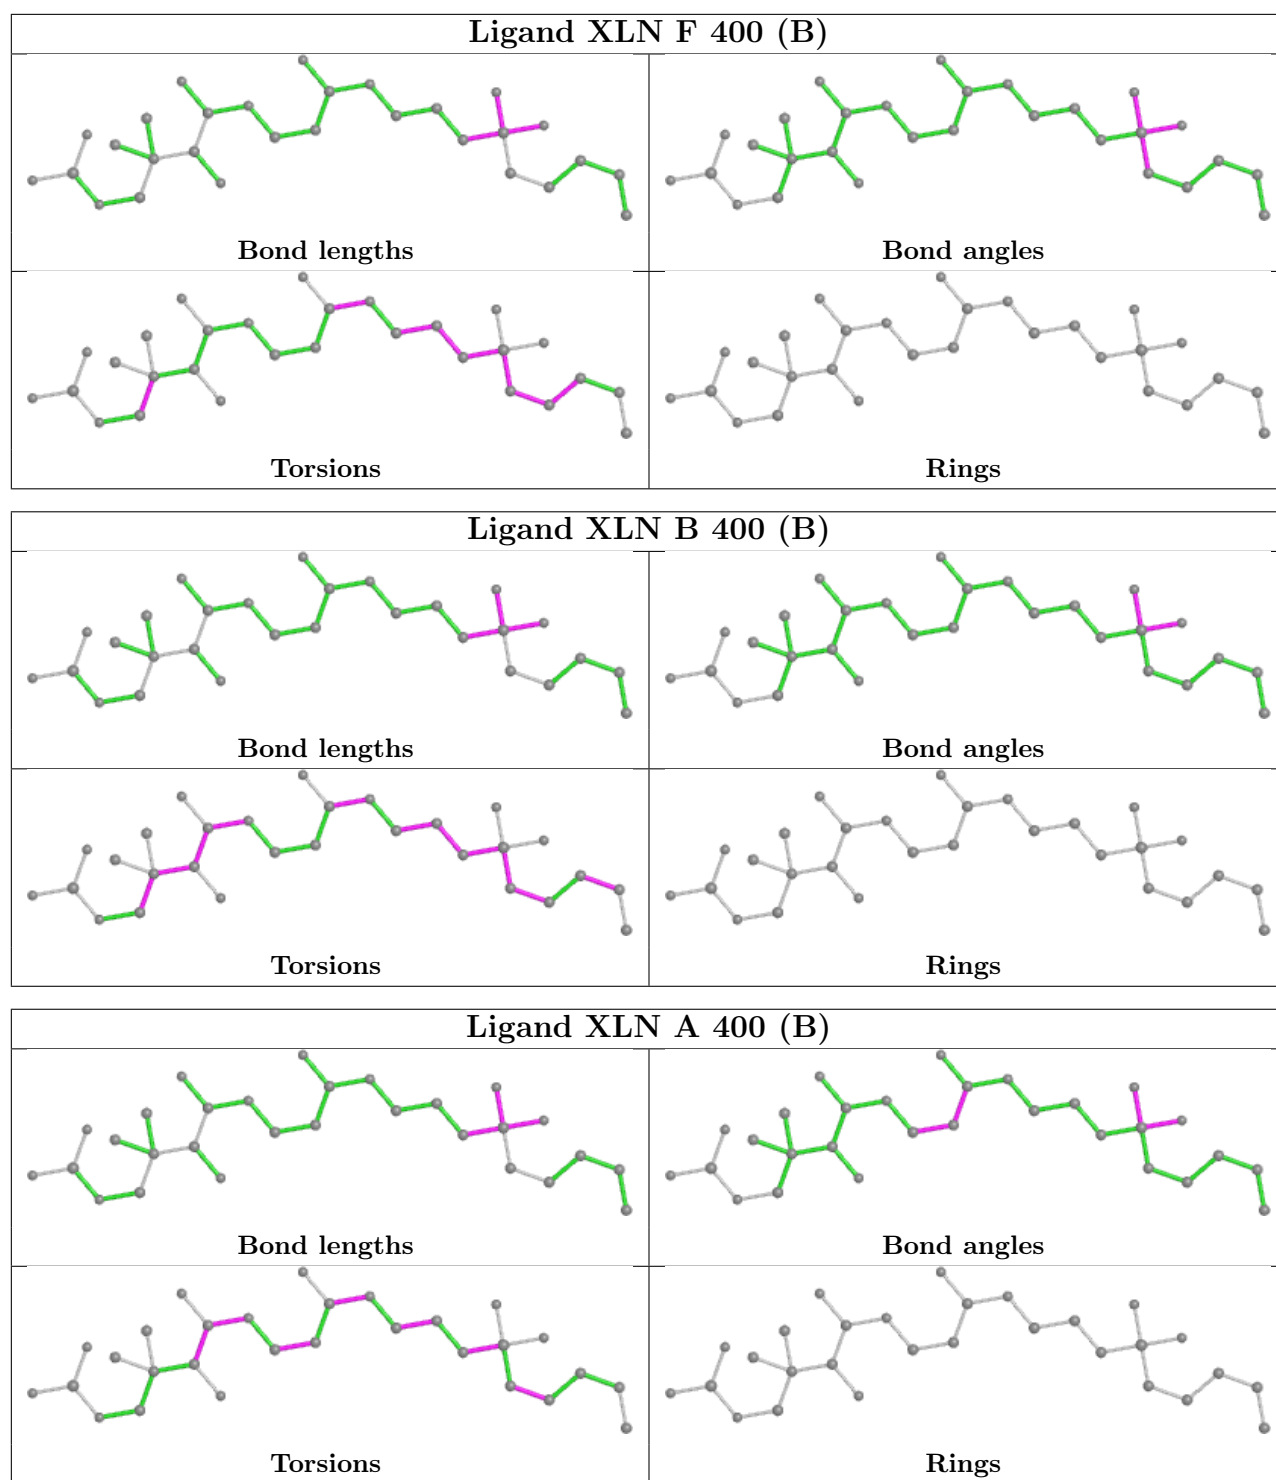 Ligand XLN F 400 (B)
Bond lengths
Bond angles
Torsions
Rings
Ligand XLN B 400 (B)
Bond lengths
Bond angles
Torsions
Rings
Ligand XLN A 400 (B)
Bond lengths
Bond angles
Torsions
Rings